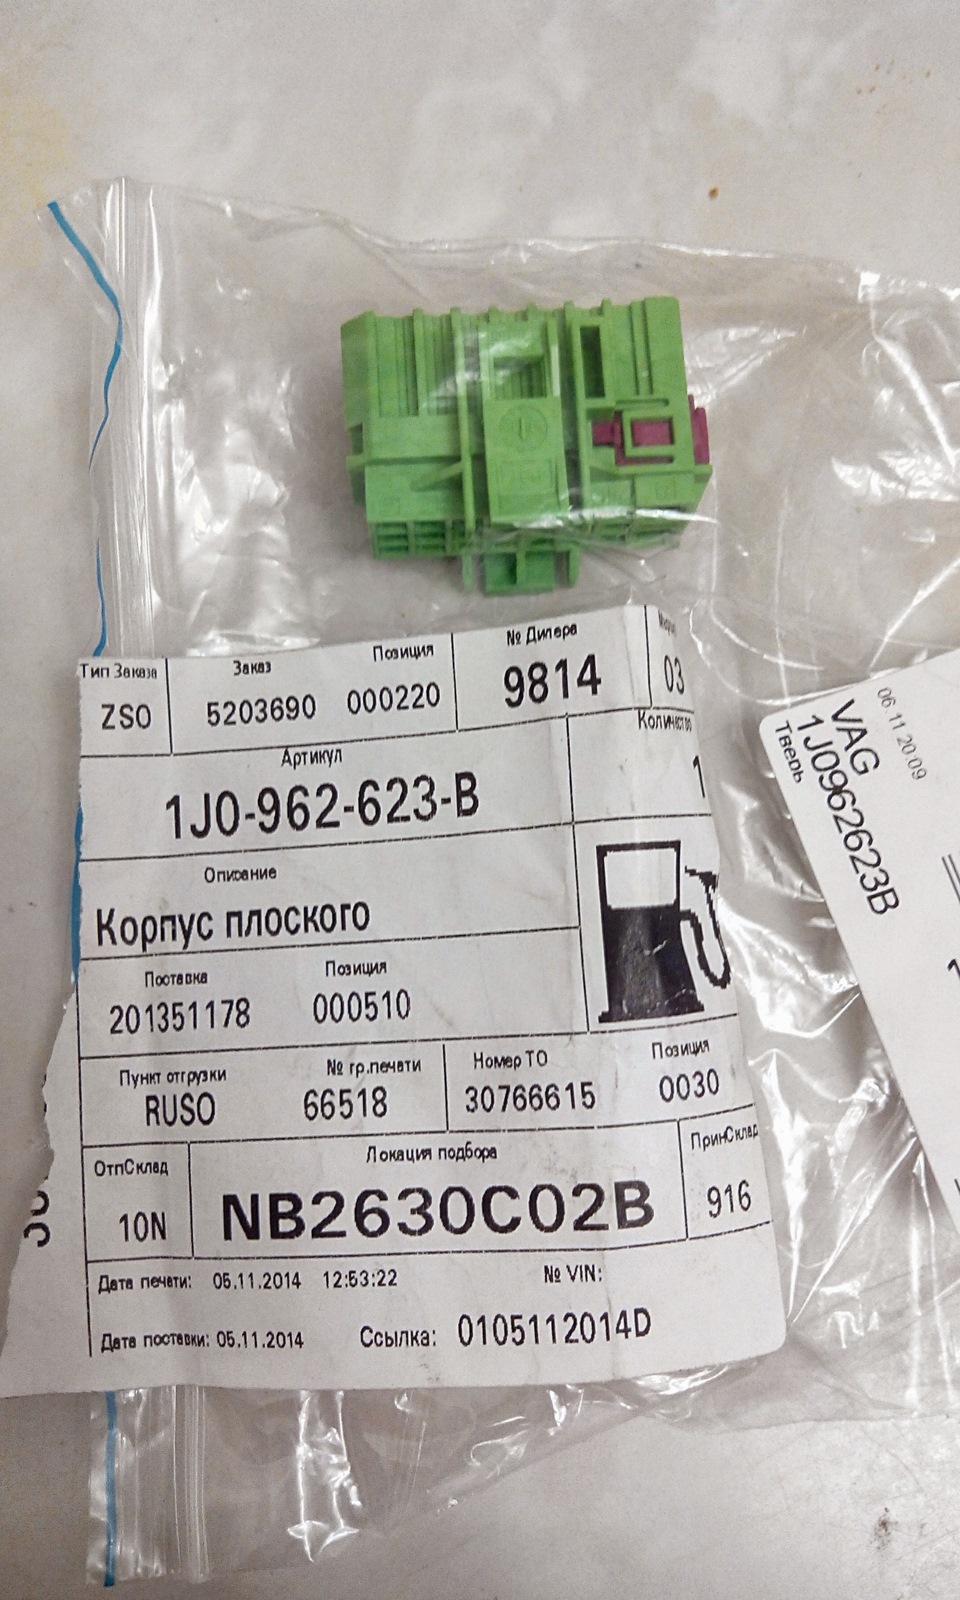 Тип Заказа Заказ Позиция № Дилера
ZSO 5203690 000220 9814 03
Артикул Количество
1J0-962-623-B 1
Описание
Корпус плоского
Поставка Позиция
201351178 000510
Пункт отгрузки № гр.печати Номер ТО Позиция
RUSO 66518 30766615 0030
ОтпСклад Локация подбора ПринСклад
10N NB2630C02B 916
Дата печати: 05.11.2014 12:53:22 № VIN:
Дата поставки: 05.11.2014 Ссылка: 0105112014D
06 11 20:09
VAG
1J0962623B
Тверь